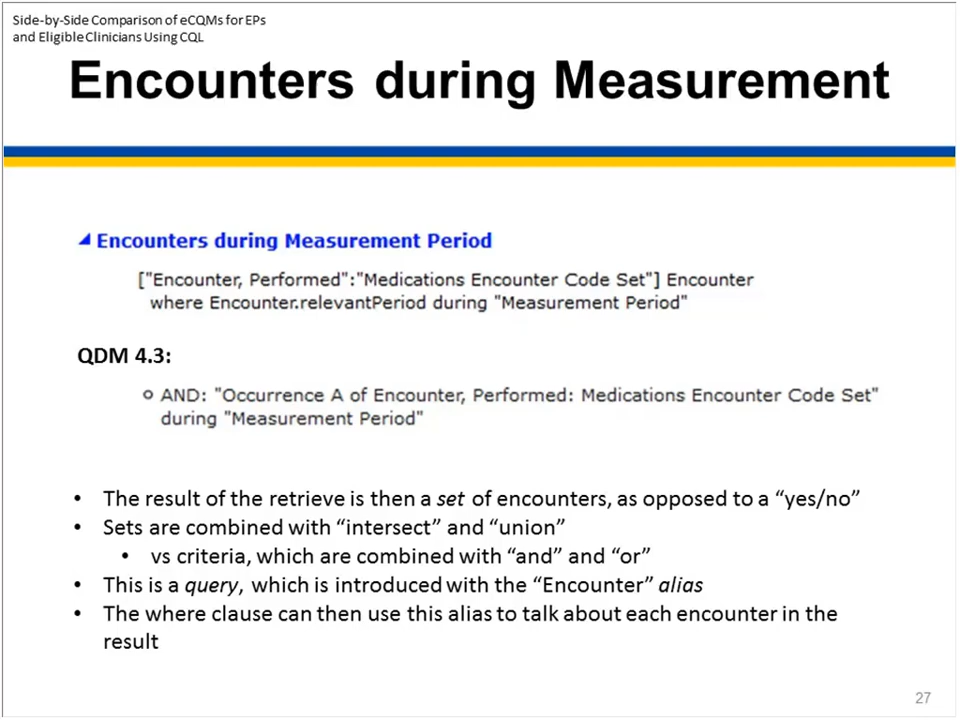 Side-by-Side Comparison of eCQMs for EPs
and Eligible Clinicians Using CQL
Encounters during Measurement
Encounters during Measurement Period
["Encounter, Performed":"Medications Encounter Code Set"] Encounter
where Encounter.relevantPeriod during "Measurement Period"
QDM 4.3:
AND: "Occurrence A of Encounter, Performed: Medications Encounter Code Set"
during "Measurement Period"
• The result of the retrieve is then a set of encounters, as opposed to a “yes/no”
• Sets are combined with “intersect” and “union”
• vs criteria, which are combined with “and” and “or”
• This is a query, which is introduced with the “Encounter” alias
• The where clause can then use this alias to talk about each encounter in the
result
27